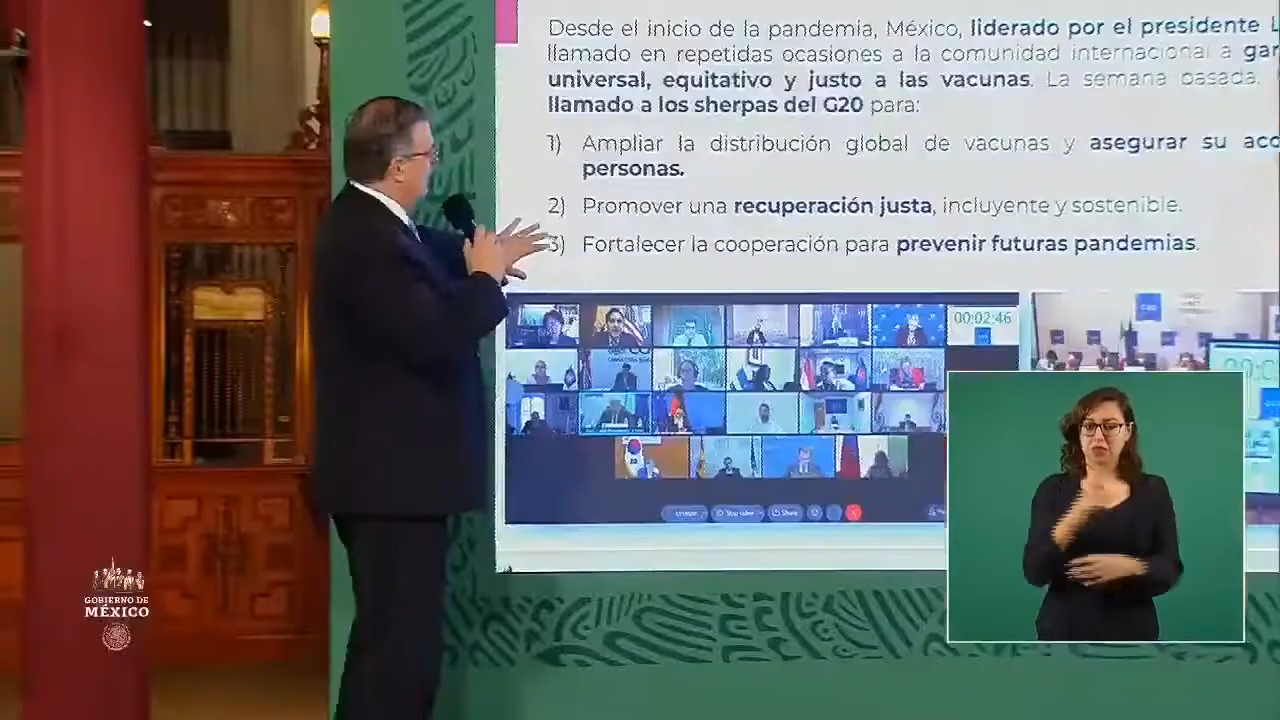 Desde el inicio de la pandemia, México, liderado por el presidente
llamado en repetidas ocasiones a la comunidad internacional a
universal, equitativo y justo a las vacunas. La semana pasada,
llamado a los sherpas del G20 para:
1) Ampliar la distribución global de vacunas y asegurar su
personas.
2) Promover una recuperación justa, incluyente y sostenible.
3) Fortalecer la cooperación para prevenir futuras pandemias.
00:02:46
Share
GOBIERNO DE
MÉXICO